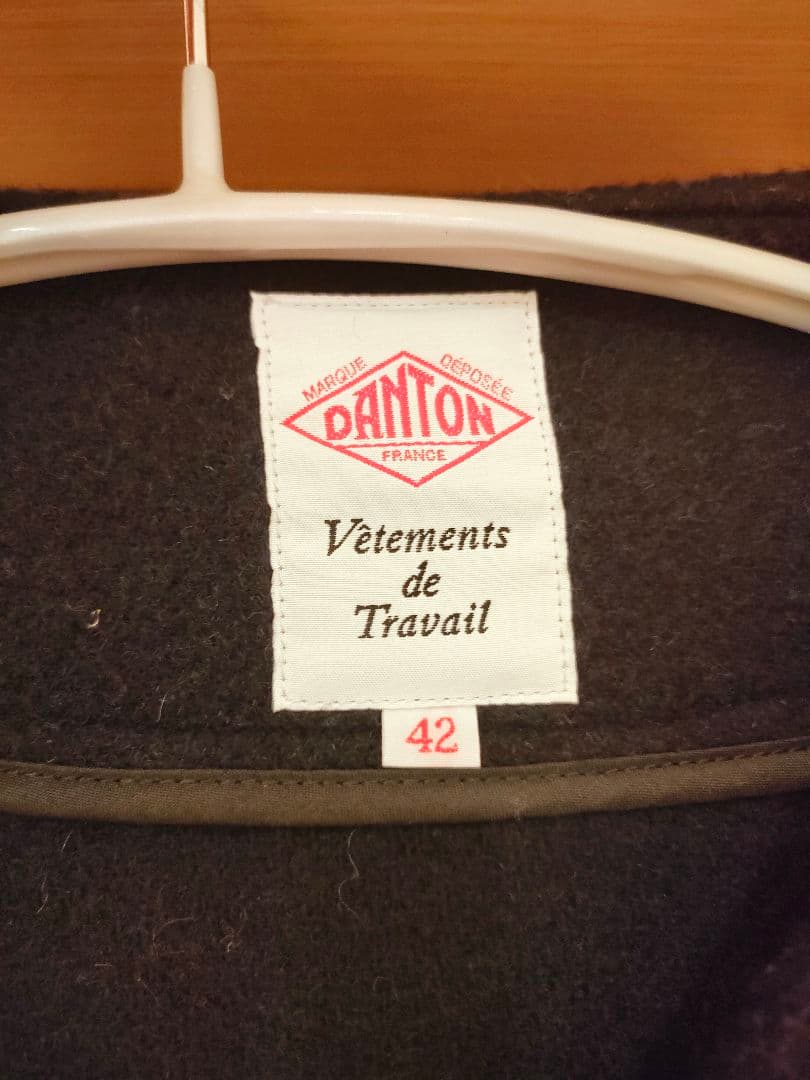 MARQUE DÉPOSÉE
DANTON
FRANCE
Vêtements
de
Travail
42